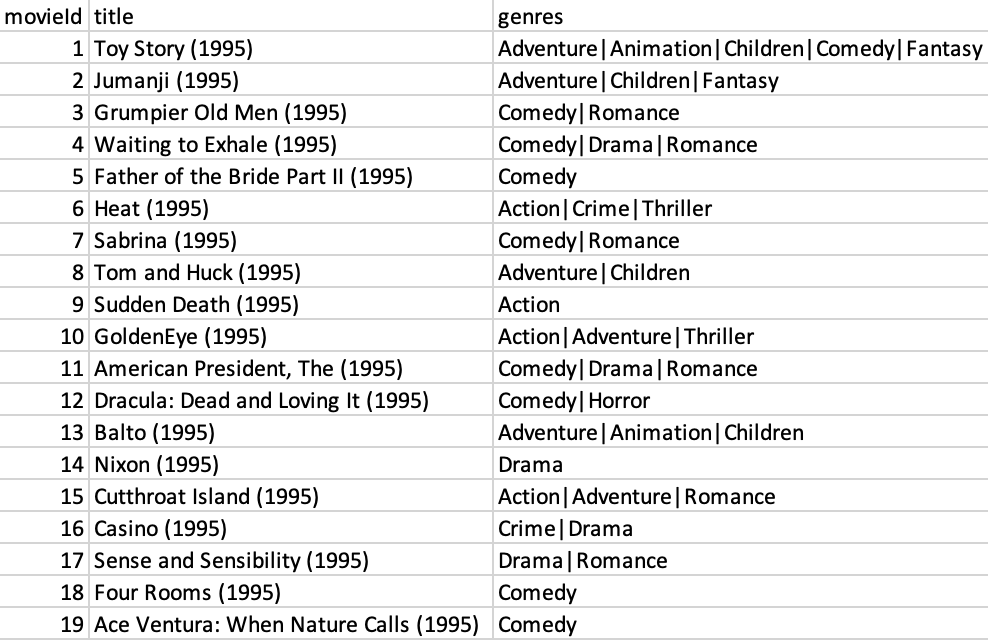 movieId title genres
1 Toy Story (1995) Adventure|Animation|Children|Comedy|Fantasy
2 Jumanji (1995) Adventure|Children|Fantasy
3 Grumpier Old Men (1995) Comedy|Romance
4 Waiting to Exhale (1995) Comedy|Drama|Romance
5 Father of the Bride Part II (1995) Comedy
6 Heat (1995) Action|Crime|Thriller
7 Sabrina (1995) Comedy|Romance
8 Tom and Huck (1995) Adventure|Children
9 Sudden Death (1995) Action
10 GoldenEye (1995) Action|Adventure|Thriller
11 American President, The (1995) Comedy|Drama|Romance
12 Dracula: Dead and Loving It (1995) Comedy|Horror
13 Balto (1995) Adventure|Animation|Children
14 Nixon (1995) Drama
15 Cutthroat Island (1995) Action|Adventure|Romance
16 Casino (1995) Crime|Drama
17 Sense and Sensibility (1995) Drama|Romance
18 Four Rooms (1995) Comedy
19 Ace Ventura: When Nature Calls (1995) Comedy